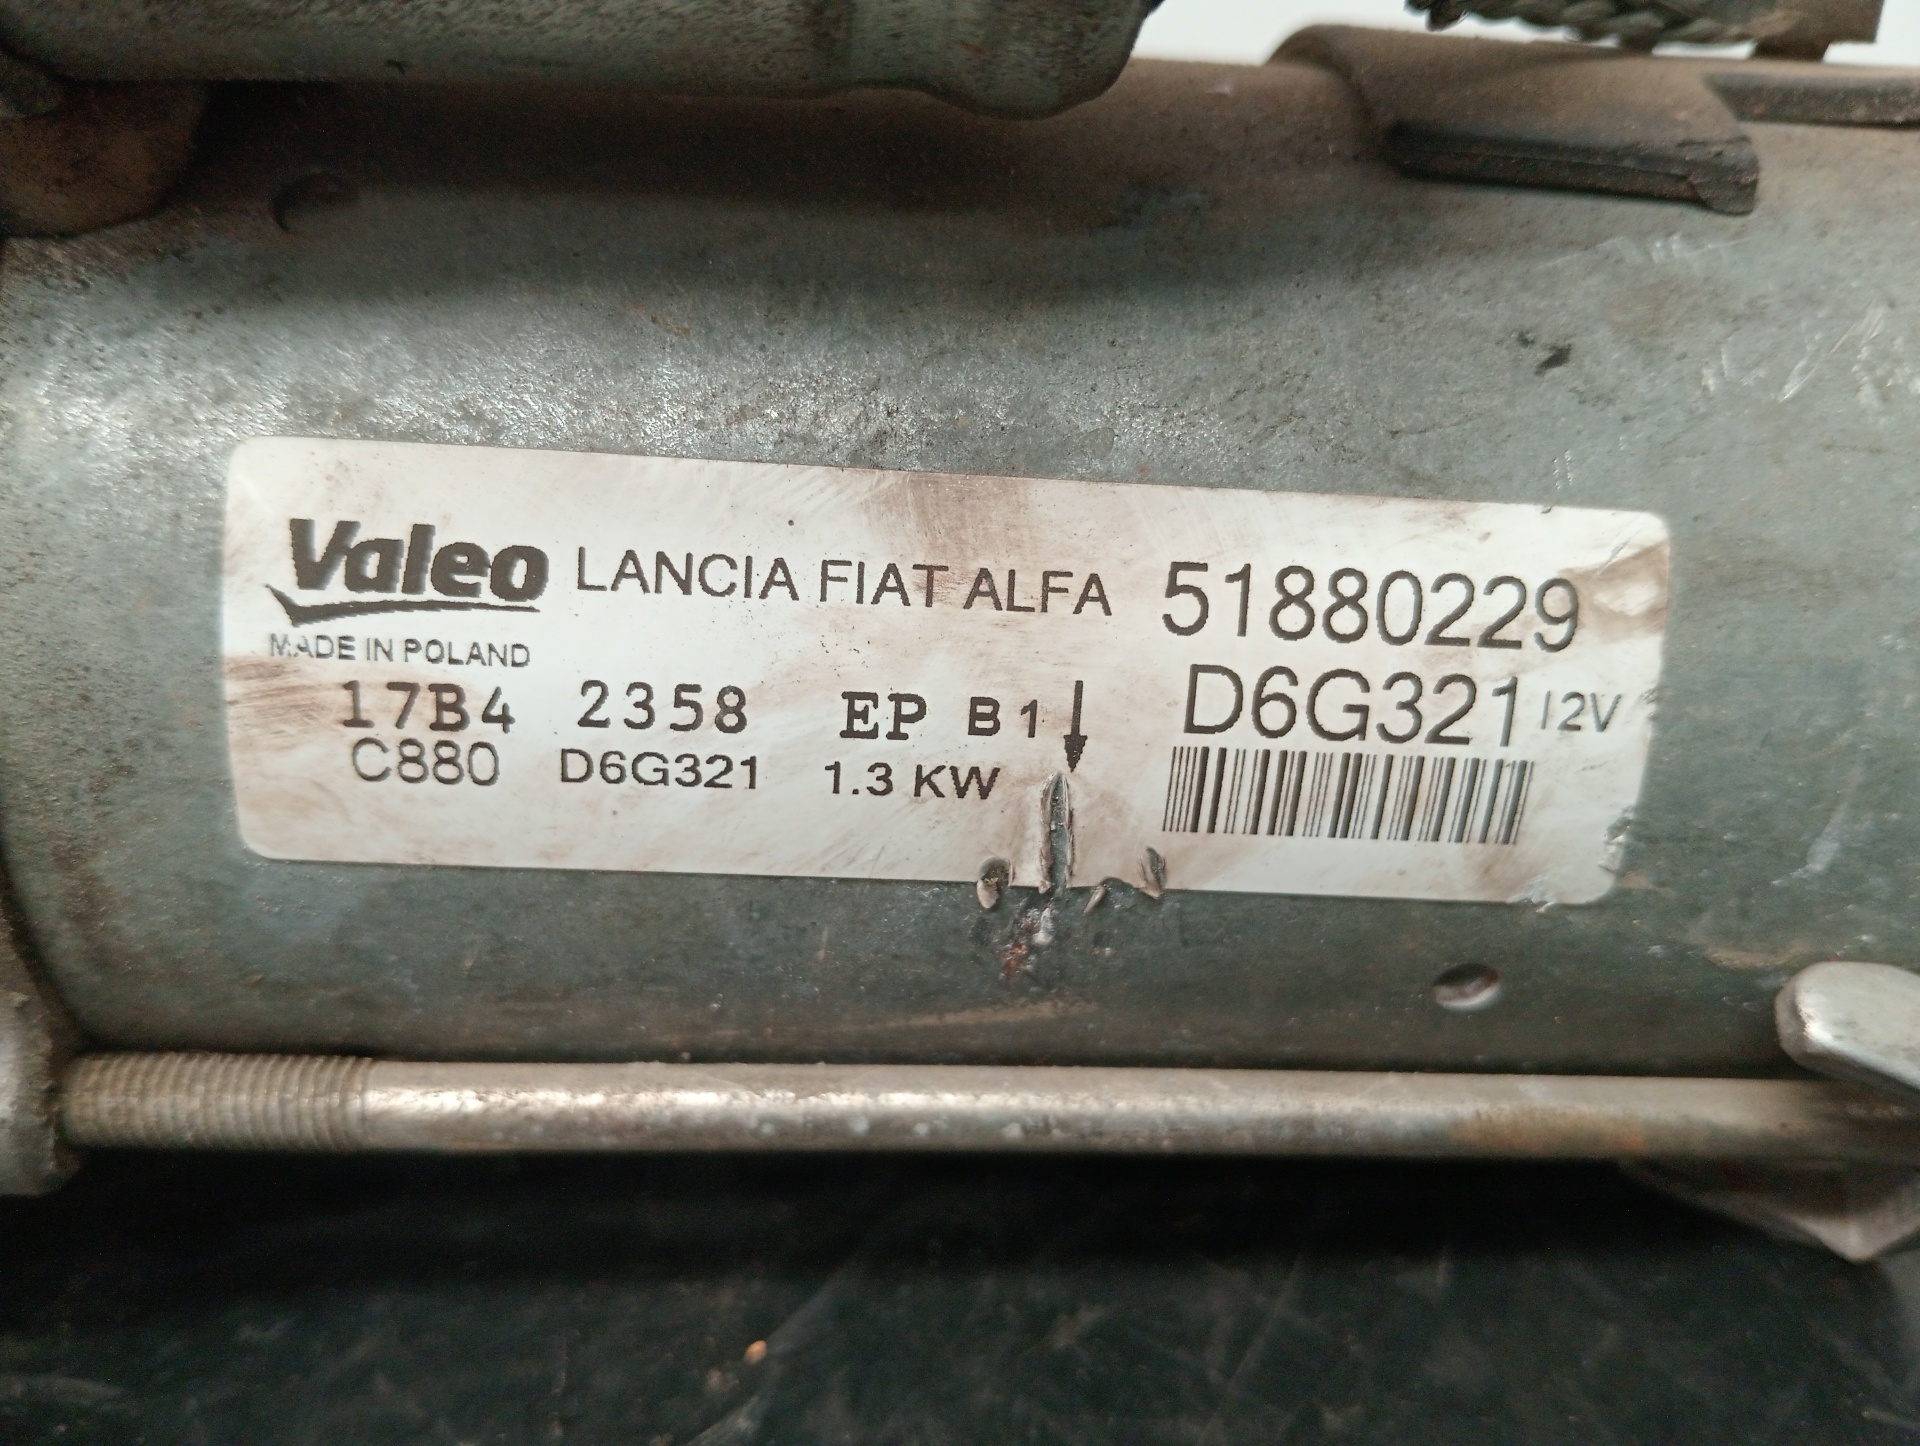 Valeo LANCIA FIAT ALFA 51880229
MADE IN POLAND
17B4 2358 EP B1 D6G321 12V
C880 D6G321 1.3 KW